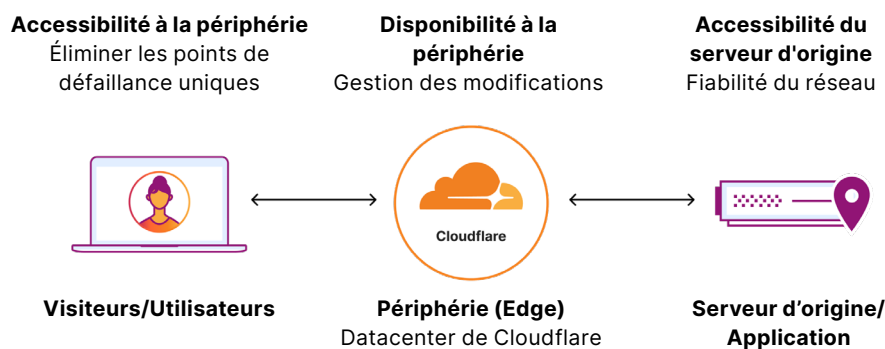 Accessibilité à la périphérie
Éliminer les points de
défaillance uniques
Disponibilité à la
périphérie
Gestion des modifications
Accessibilité du
serveur d'origine
Fiabilité du réseau
Cloudflare
Visiteurs/Utilisateurs
Périphérie (Edge)
Datacenter de Cloudflare
Serveur d’origine/
Application